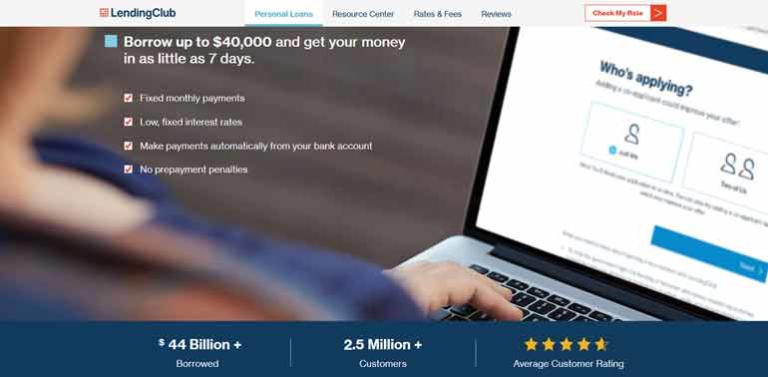 LendingClub
Personal Loans
Resource Center
Rates & Fees
Reviews
Check My Rate
Borrow up to $40,000 and get your money
in as little as 7 days.
Fixed monthly payments
Low, fixed interest rates
Make payments automatically from your bank account
No prepayment penalties
Who's applying?
Adding a co-applicant could improve your offer!
Just Me
Two of Us
Next
$ 44 Billion +
Borrowed
2.5 Million +
Customers
Average Customer Rating